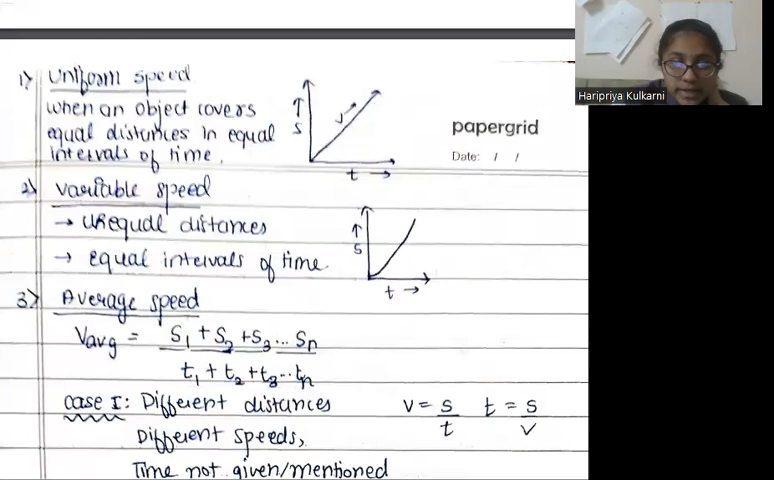 1) Uniform speed
when an object covers
equal distances in equal
intervals of time.
↑
S
v →
t →
papergrid
Date: / /
Haripriya Kulkarni
2) Variable speed
→ Unequal distances
→ equal intervals of time.
↑
S
t →
3) Average speed
Vavg = S1 + S2 + S3 ... Sn
t1 + t2 + t3 ... tn
Case I: Different distances
Different speeds,
Time not given/mentioned
v = s/t t = s/v